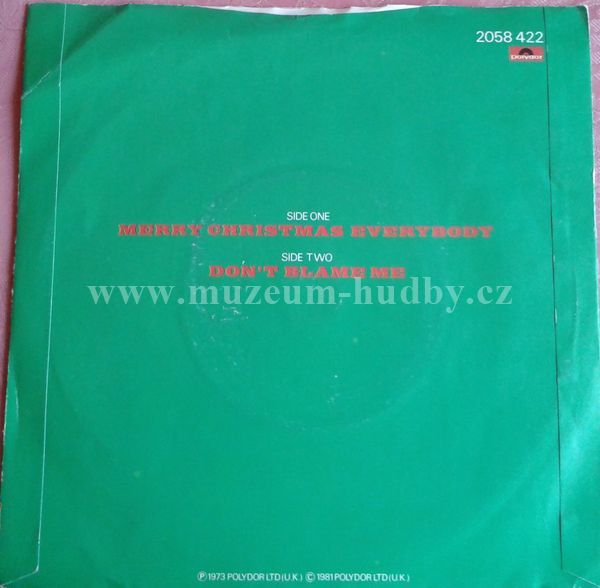 2058 422
polydor
SIDE ONE
MERRY CHRISTMAS EVERYBODY
SIDE TWO
DON'T BLAME ME
www.muzeum-hudby.cz
℗ 1973 POLYDOR LTD (U.K.) © 1981 POLYDOR LTD (U.K.)